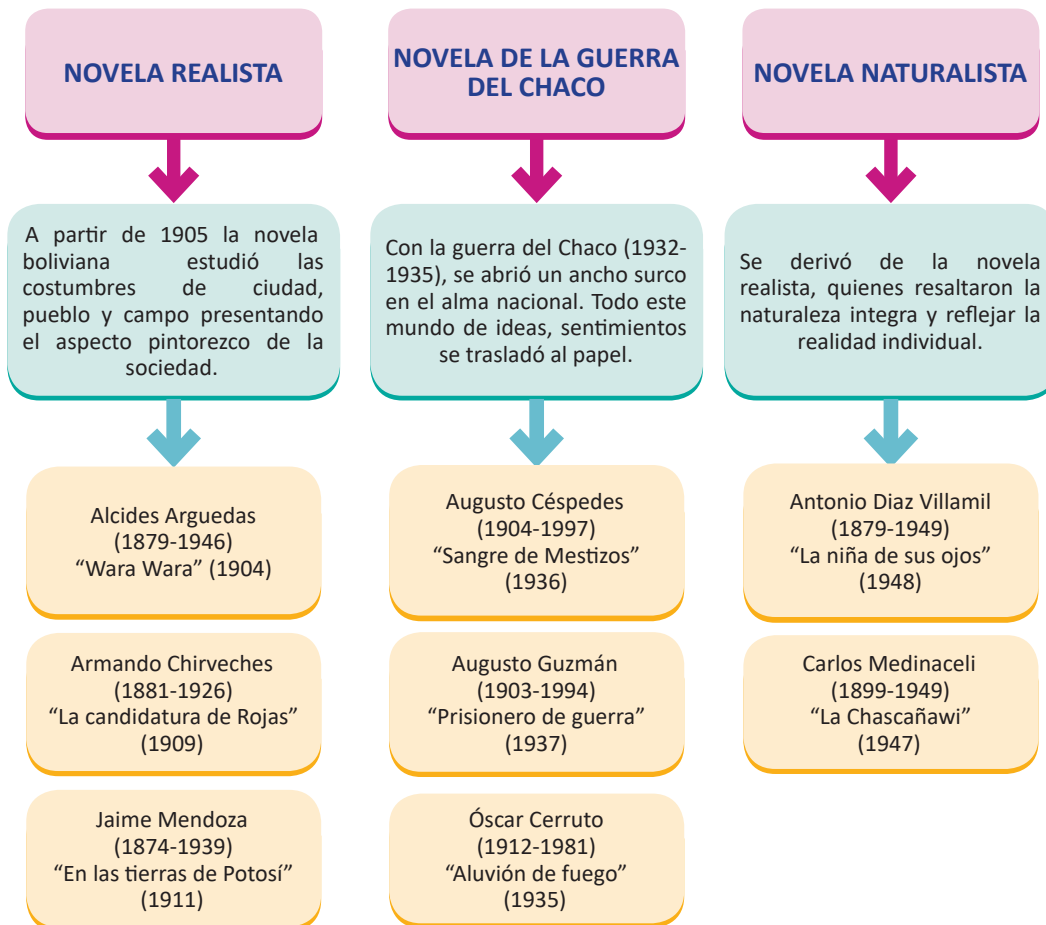 NOVELA REALISTA
A partir de 1905 la novela
boliviana estudió las
costumbres de ciudad,
pueblo y campo presentando
el aspecto pintorezco de la
sociedad.
Alcides Arguedas
(1879-1946)
“Wara Wara” (1904)
Armando Chirveches
(1881-1926)
“La candidatura de Rojas”
(1909)
Jaime Mendoza
(1874-1939)
“En las tierras de Potosí”
(1911)
NOVELA DE LA GUERRA
DEL CHACO
Con la guerra del Chaco (1932-
1935), se abrió un ancho surco
en el alma nacional. Todo este
mundo de ideas, sentimientos
se trasladó al papel.
Augusto Céspedes
(1904-1997)
“Sangre de Mestizos”
(1936)
Augusto Guzmán
(1903-1994)
“Prisionero de guerra”
(1937)
Óscar Cerruto
(1912-1981)
“Aluvión de fuego”
(1935)
NOVELA NATURALISTA
Se derivó de la novela
realista, quienes resaltaron la
naturaleza integra y reflejar la
realidad individual.
Antonio Diaz Villamil
(1879-1949)
“La niña de sus ojos”
(1948)
Carlos Medinaceli
(1899-1949)
“La Chascañawi”
(1947)